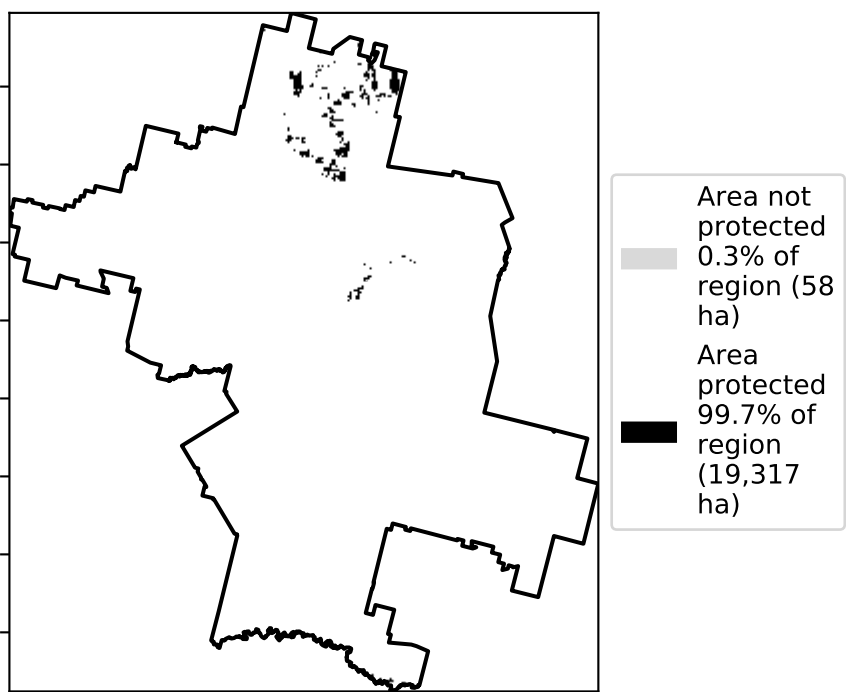 Area not
protected
0.3% of
region (58
ha)
Area
protected
99.7% of
region
(19,317
ha)